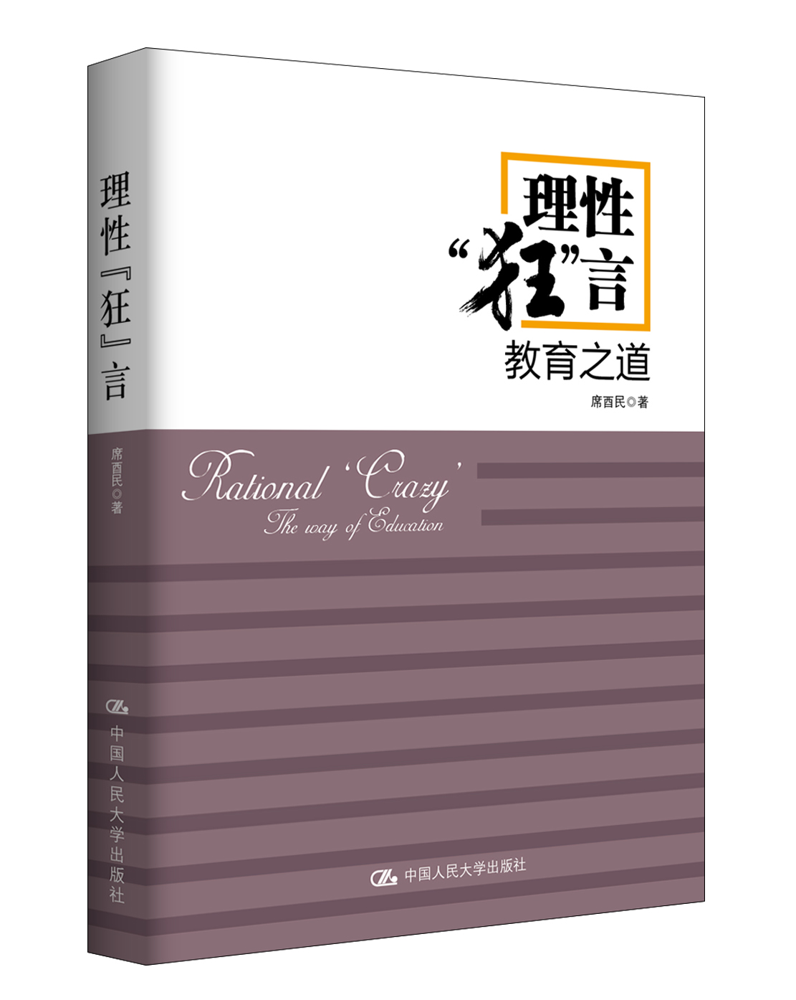 理性『狂』言
席酉民◎著
中国人民大学出版社
理性
“狂”言
教育之道
席酉民◎著
Rational ‘Crazy’
The way of Education
中国人民大学出版社